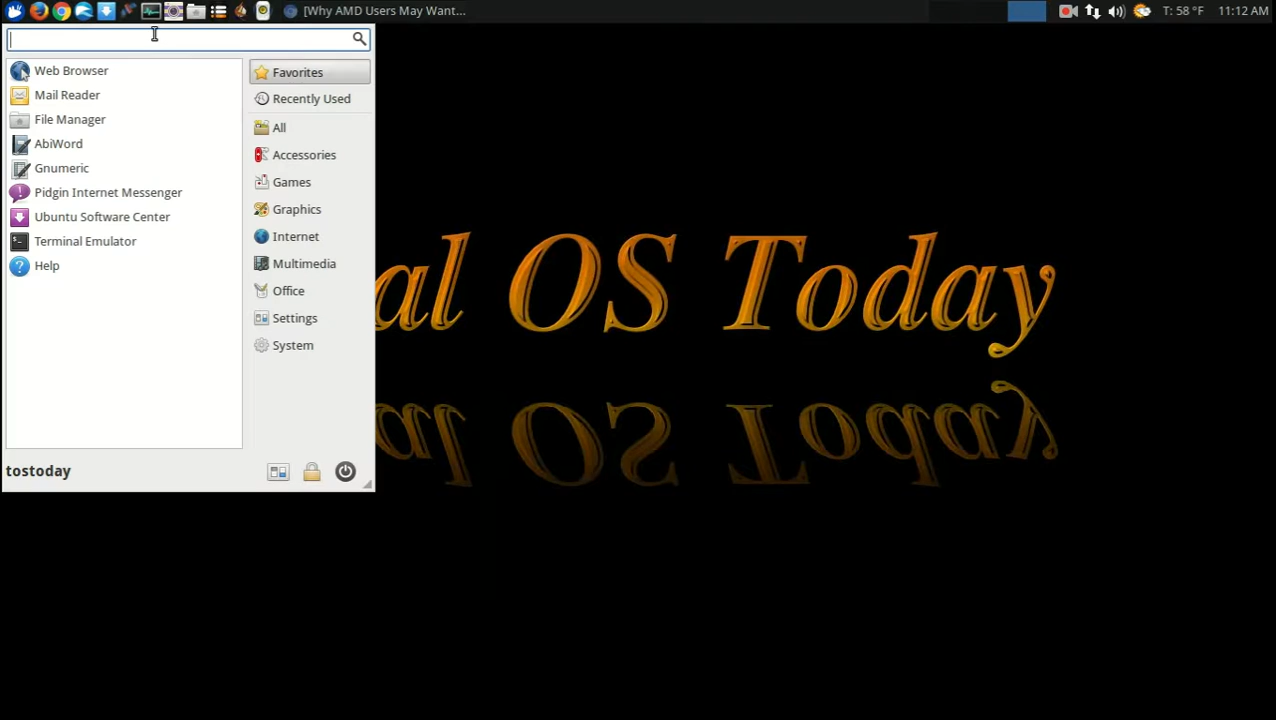 [Why AMD Users May Want...
T: 58 °F
11:12 AM
Web Browser
Mail Reader
File Manager
AbiWord
Gnumeric
Pidgin Internet Messenger
Ubuntu Software Center
Terminal Emulator
Help
Favorites
Recently Used
All
Accessories
Games
Graphics
Internet
Multimedia
Office
Settings
System
tostoday
al OS Today